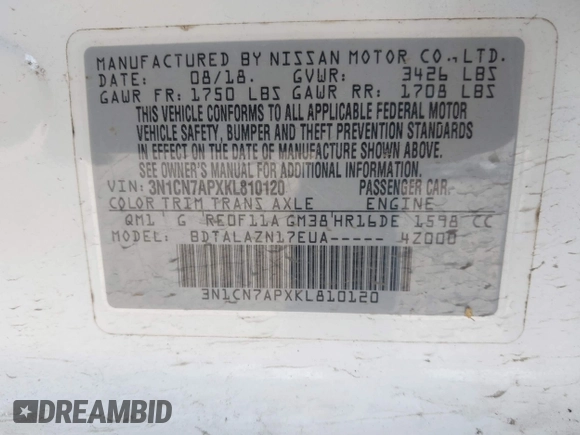 MANUFACTURED BY NISSAN MOTOR CO., LTD.
DATE: 08/18. GVWR: 3426 LBS
GAWR FR: 1750 LBS GAWR RR: 1708 LBS
THIS VEHICLE CONFORMS TO ALL APPLICABLE FEDERAL MOTOR
VEHICLE SAFETY, BUMPER AND THEFT PREVENTION STANDARDS
IN EFFECT ON THE DATE OF MANUFACTURE SHOWN ABOVE.
SEE OWNERS MANUAL FOR ADDITIONAL INFORMATION.
VIN: 3N1CN7APXKL810120 PASSENGER CAR
COLOR TRIM TRANS AXLE ENGINE
QM1 G RE0F11A GM38 HR16DE 1598 CC
MODEL: BDTALAZN17EUA----- 4Z000
3N1CN7APXKL810120
DREAMBID